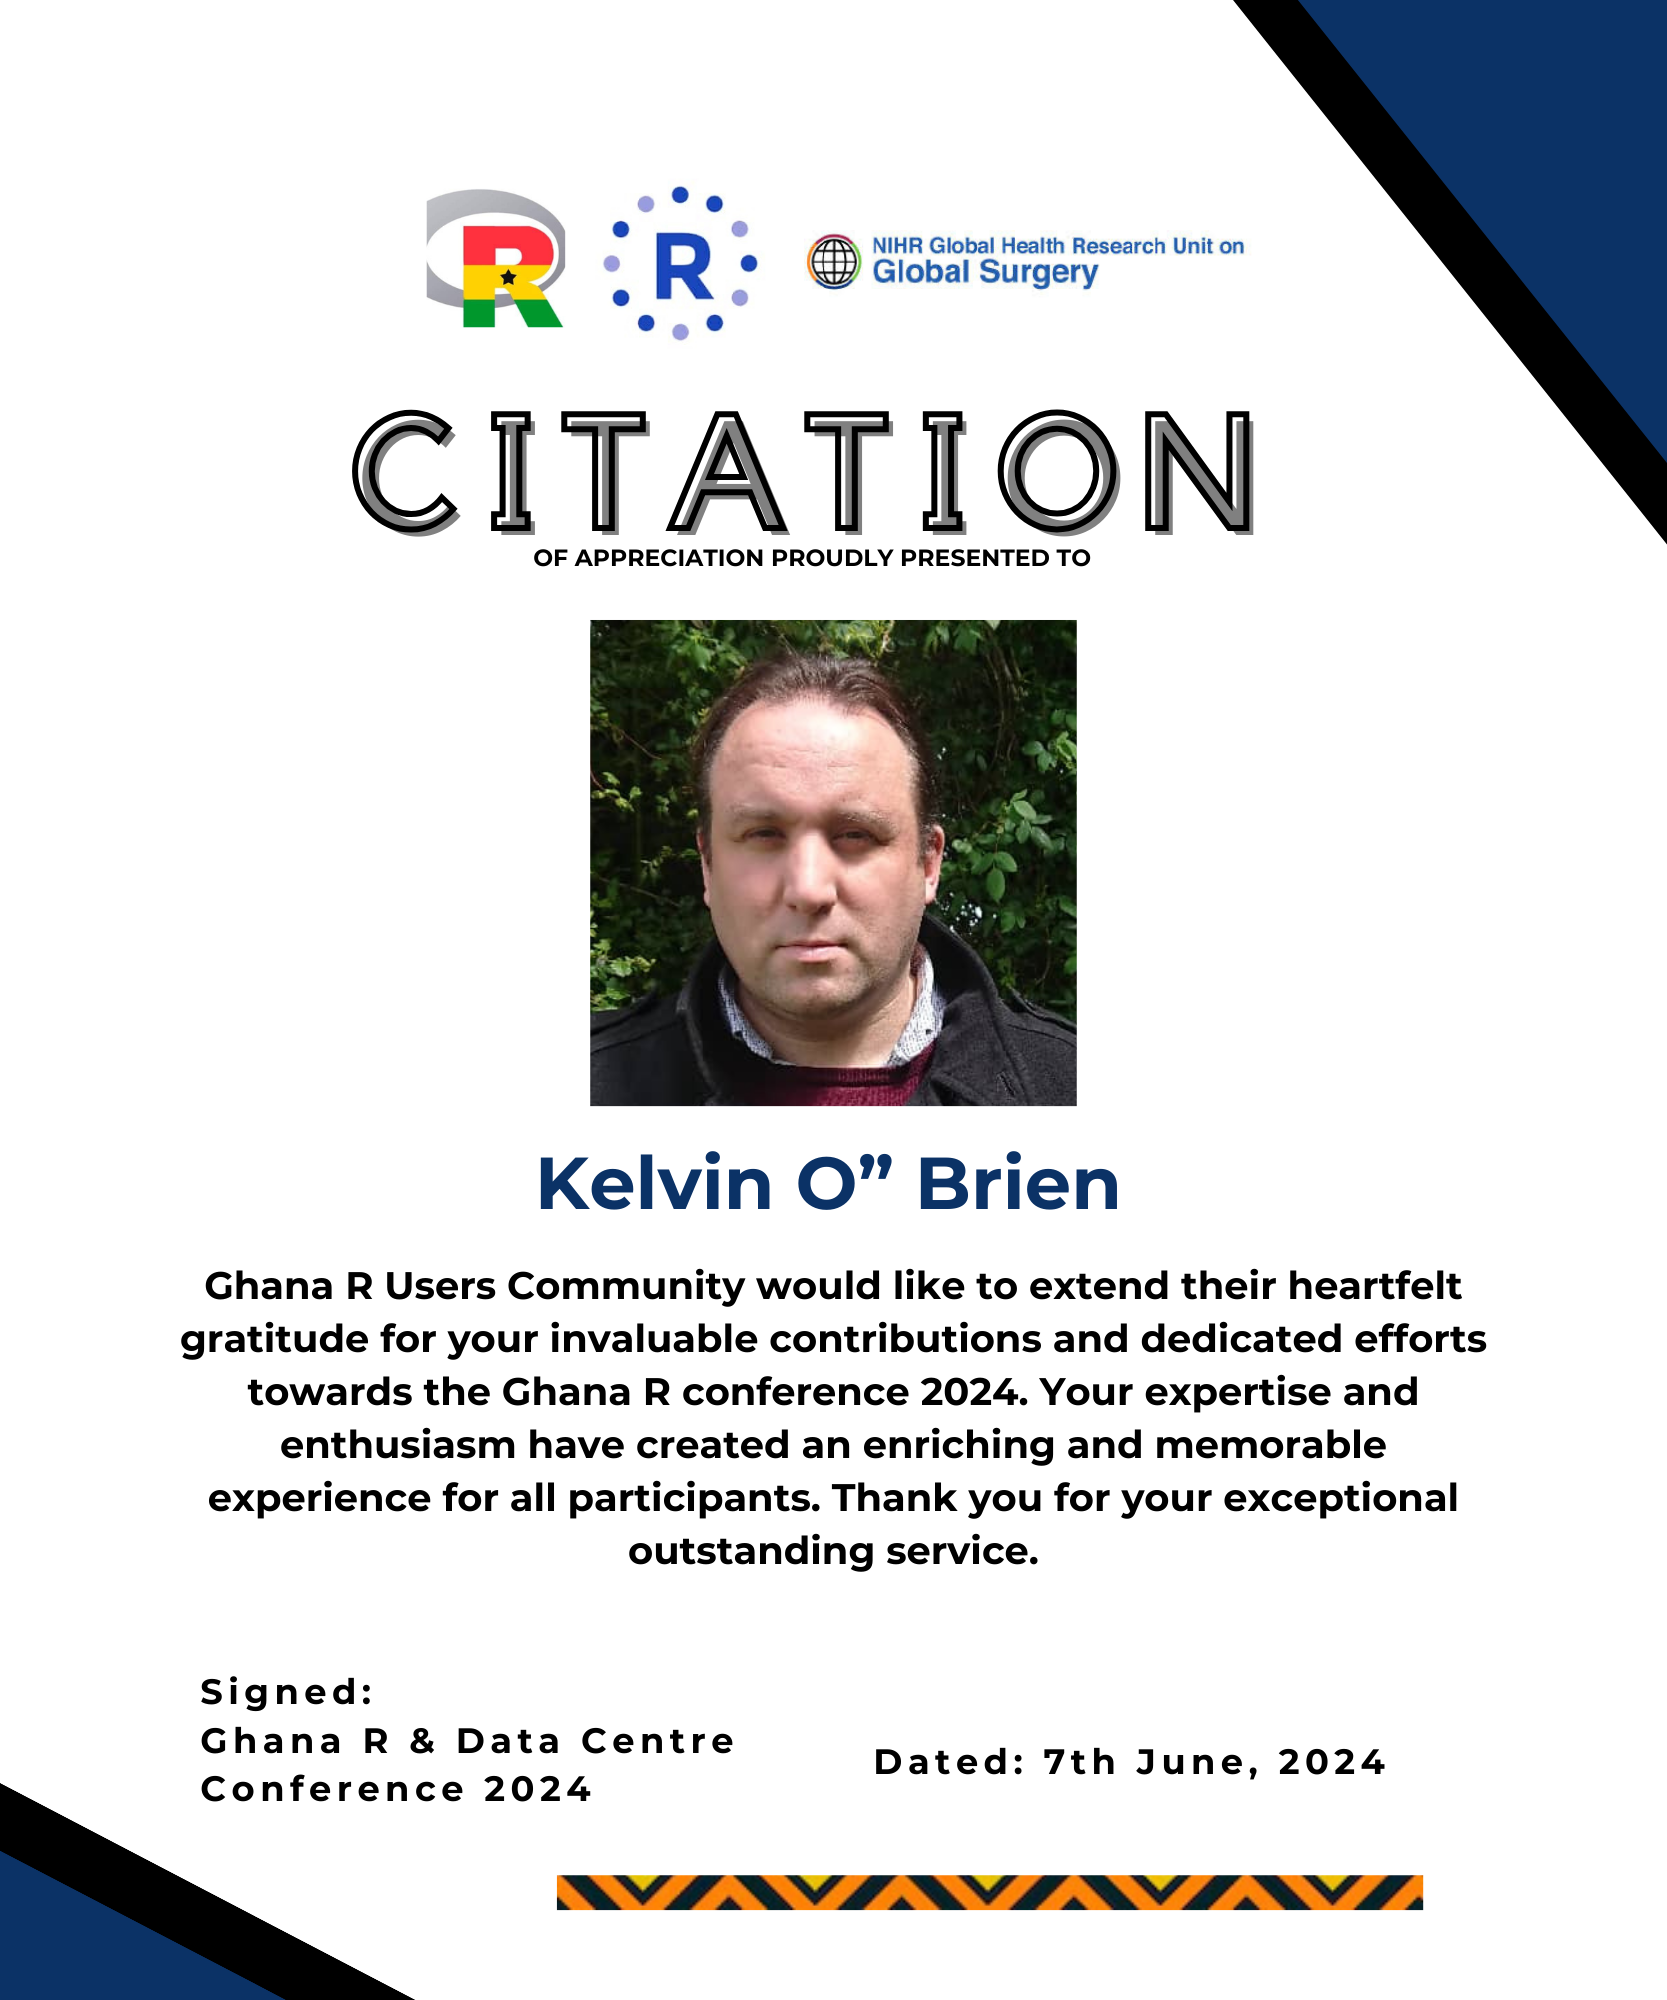 R
R
NIHR Global Health Research Unit on
Global Surgery
CITATION
OF APPRECIATION PROUDLY PRESENTED TO
Kelvin O” Brien
Ghana R Users Community would like to extend their heartfelt
gratitude for your invaluable contributions and dedicated efforts
towards the Ghana R conference 2024. Your expertise and
enthusiasm have created an enriching and memorable
experience for all participants. Thank you for your exceptional
outstanding service.
Signed:
Ghana R & Data Centre
Conference 2024
Dated: 7th June, 2024